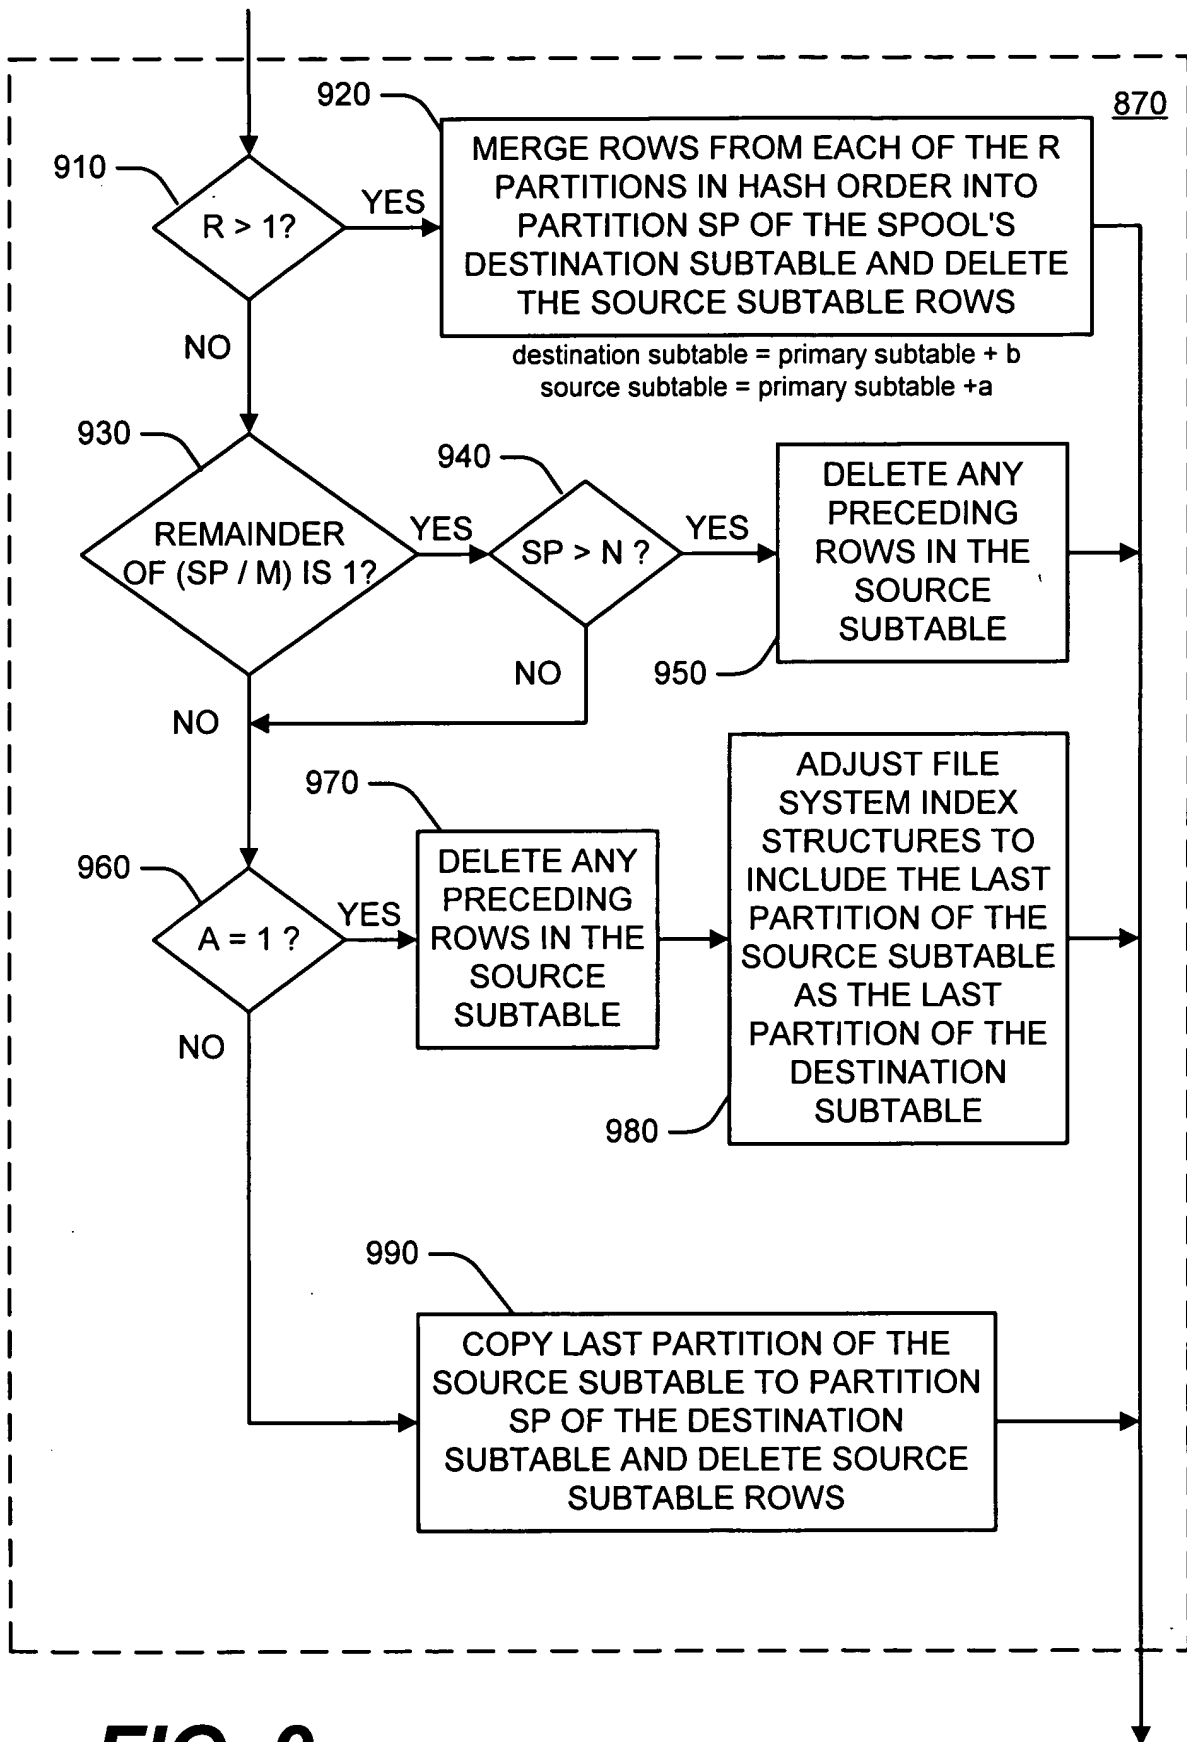 870
920
MERGE ROWS FROM EACH OF THE R
PARTITIONS IN HASH ORDER INTO
PARTITION SP OF THE SPOOL'S
DESTINATION SUBTABLE AND DELETE
THE SOURCE SUBTABLE ROWS
910
R > 1?
YES
NO
destination subtable = primary subtable + b
source subtable = primary subtable +a
930
REMAINDER
OF (SP / M) IS 1?
YES
940
SP > N ?
YES
DELETE ANY
PRECEDING
ROWS IN THE
SOURCE
SUBTABLE
950
NO
NO
960
A = 1 ?
YES
970
DELETE ANY
PRECEDING
ROWS IN THE
SOURCE
SUBTABLE
ADJUST FILE
SYSTEM INDEX
STRUCTURES TO
INCLUDE THE LAST
PARTITION OF THE
SOURCE SUBTABLE
AS THE LAST
PARTITION OF THE
DESTINATION
SUBTABLE
980
NO
990
COPY LAST PARTITION OF THE
SOURCE SUBTABLE TO PARTITION
SP OF THE DESTINATION
SUBTABLE AND DELETE SOURCE
SUBTABLE ROWS
FIG.